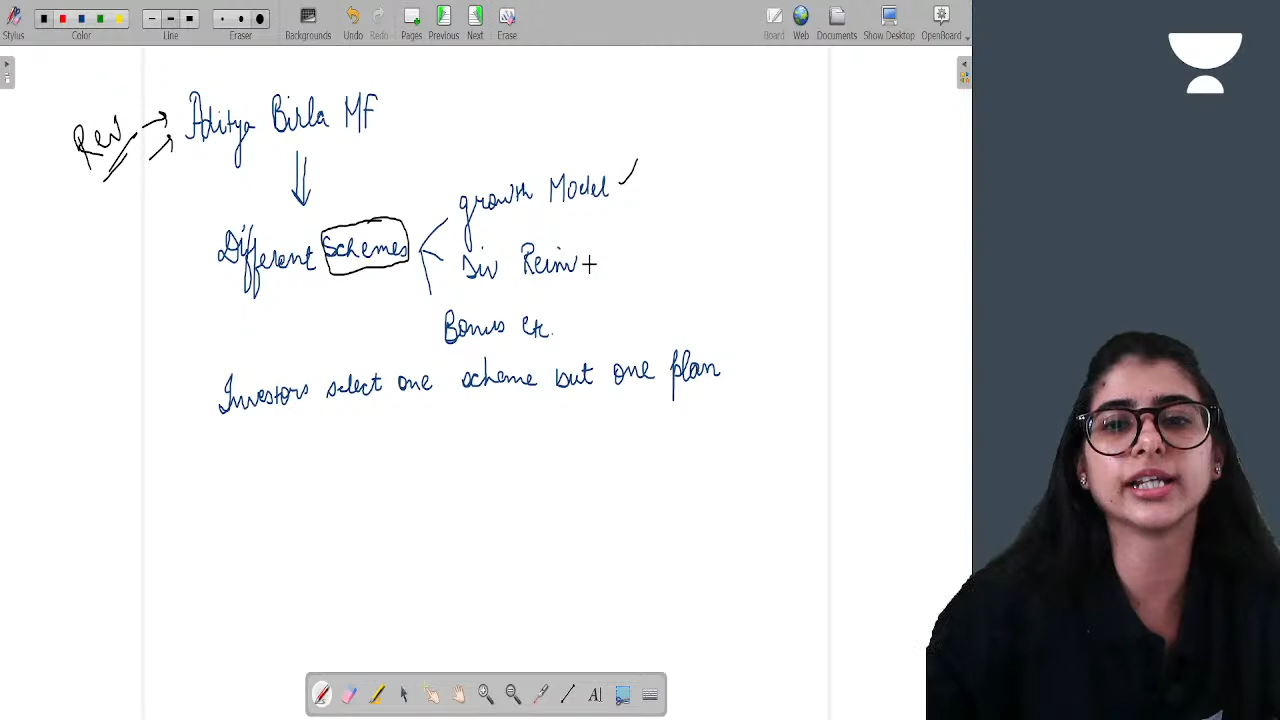 Stylus
Color
Line
Eraser
Backgrounds
Undo
Redo
Pages
Previous
Next
Erase
Board
Web
Documents
Show Desktop
OpenBoard
Rev
Aditya Birla MF
growth Model
Different Schemes
Div Reinv
Bonus etc.
Investors select one scheme but one plan